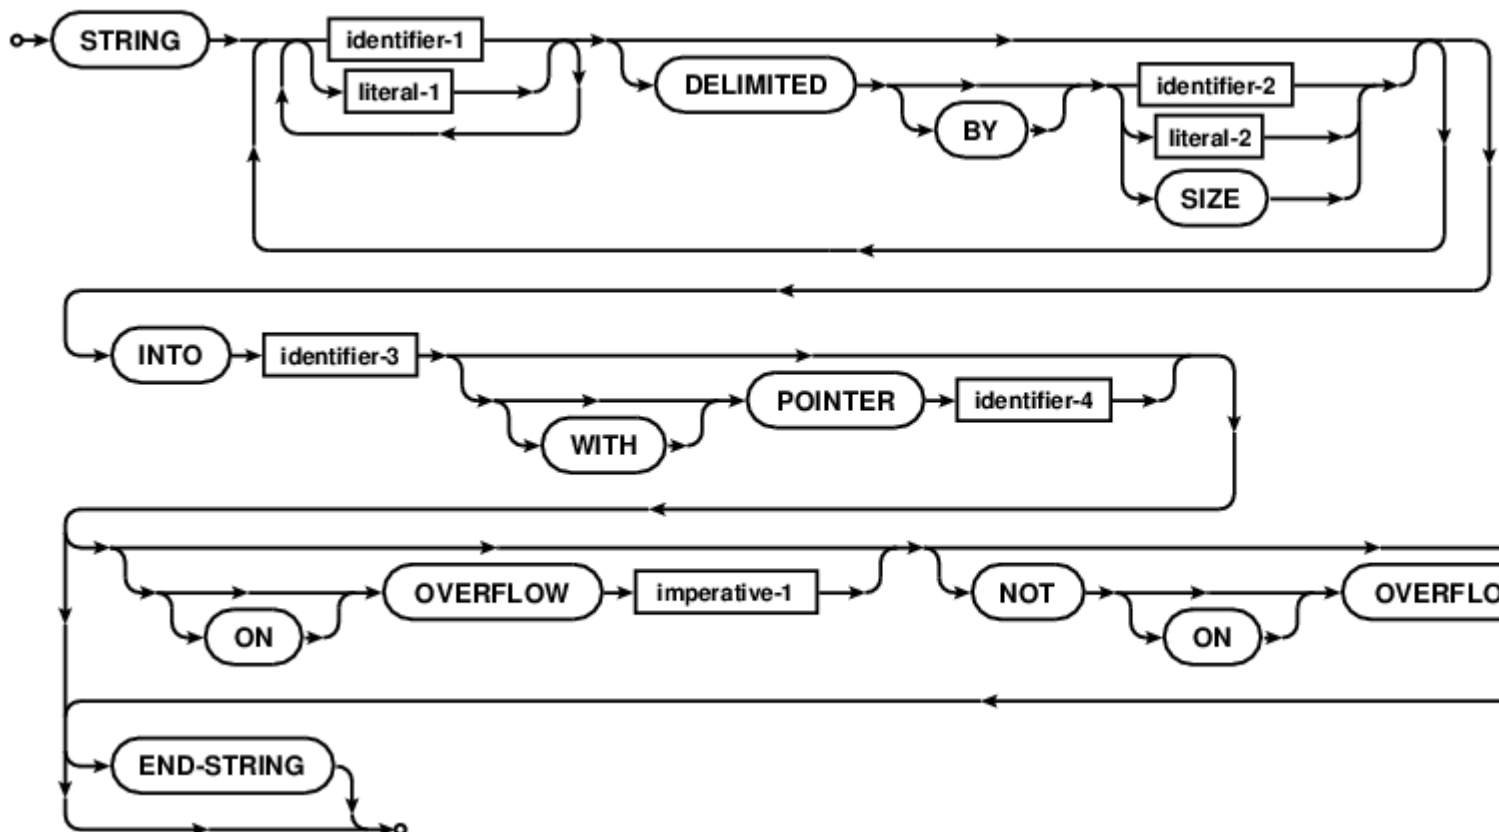 STRING identifier-1 identifier-2
literal-1 DELIMITED BY literal-2
SIZE
INTO identifier-3 POINTER identifier-4
WITH
OVERFLOW imperative-1 NOT OVERFLO
ON ON
END-STRING